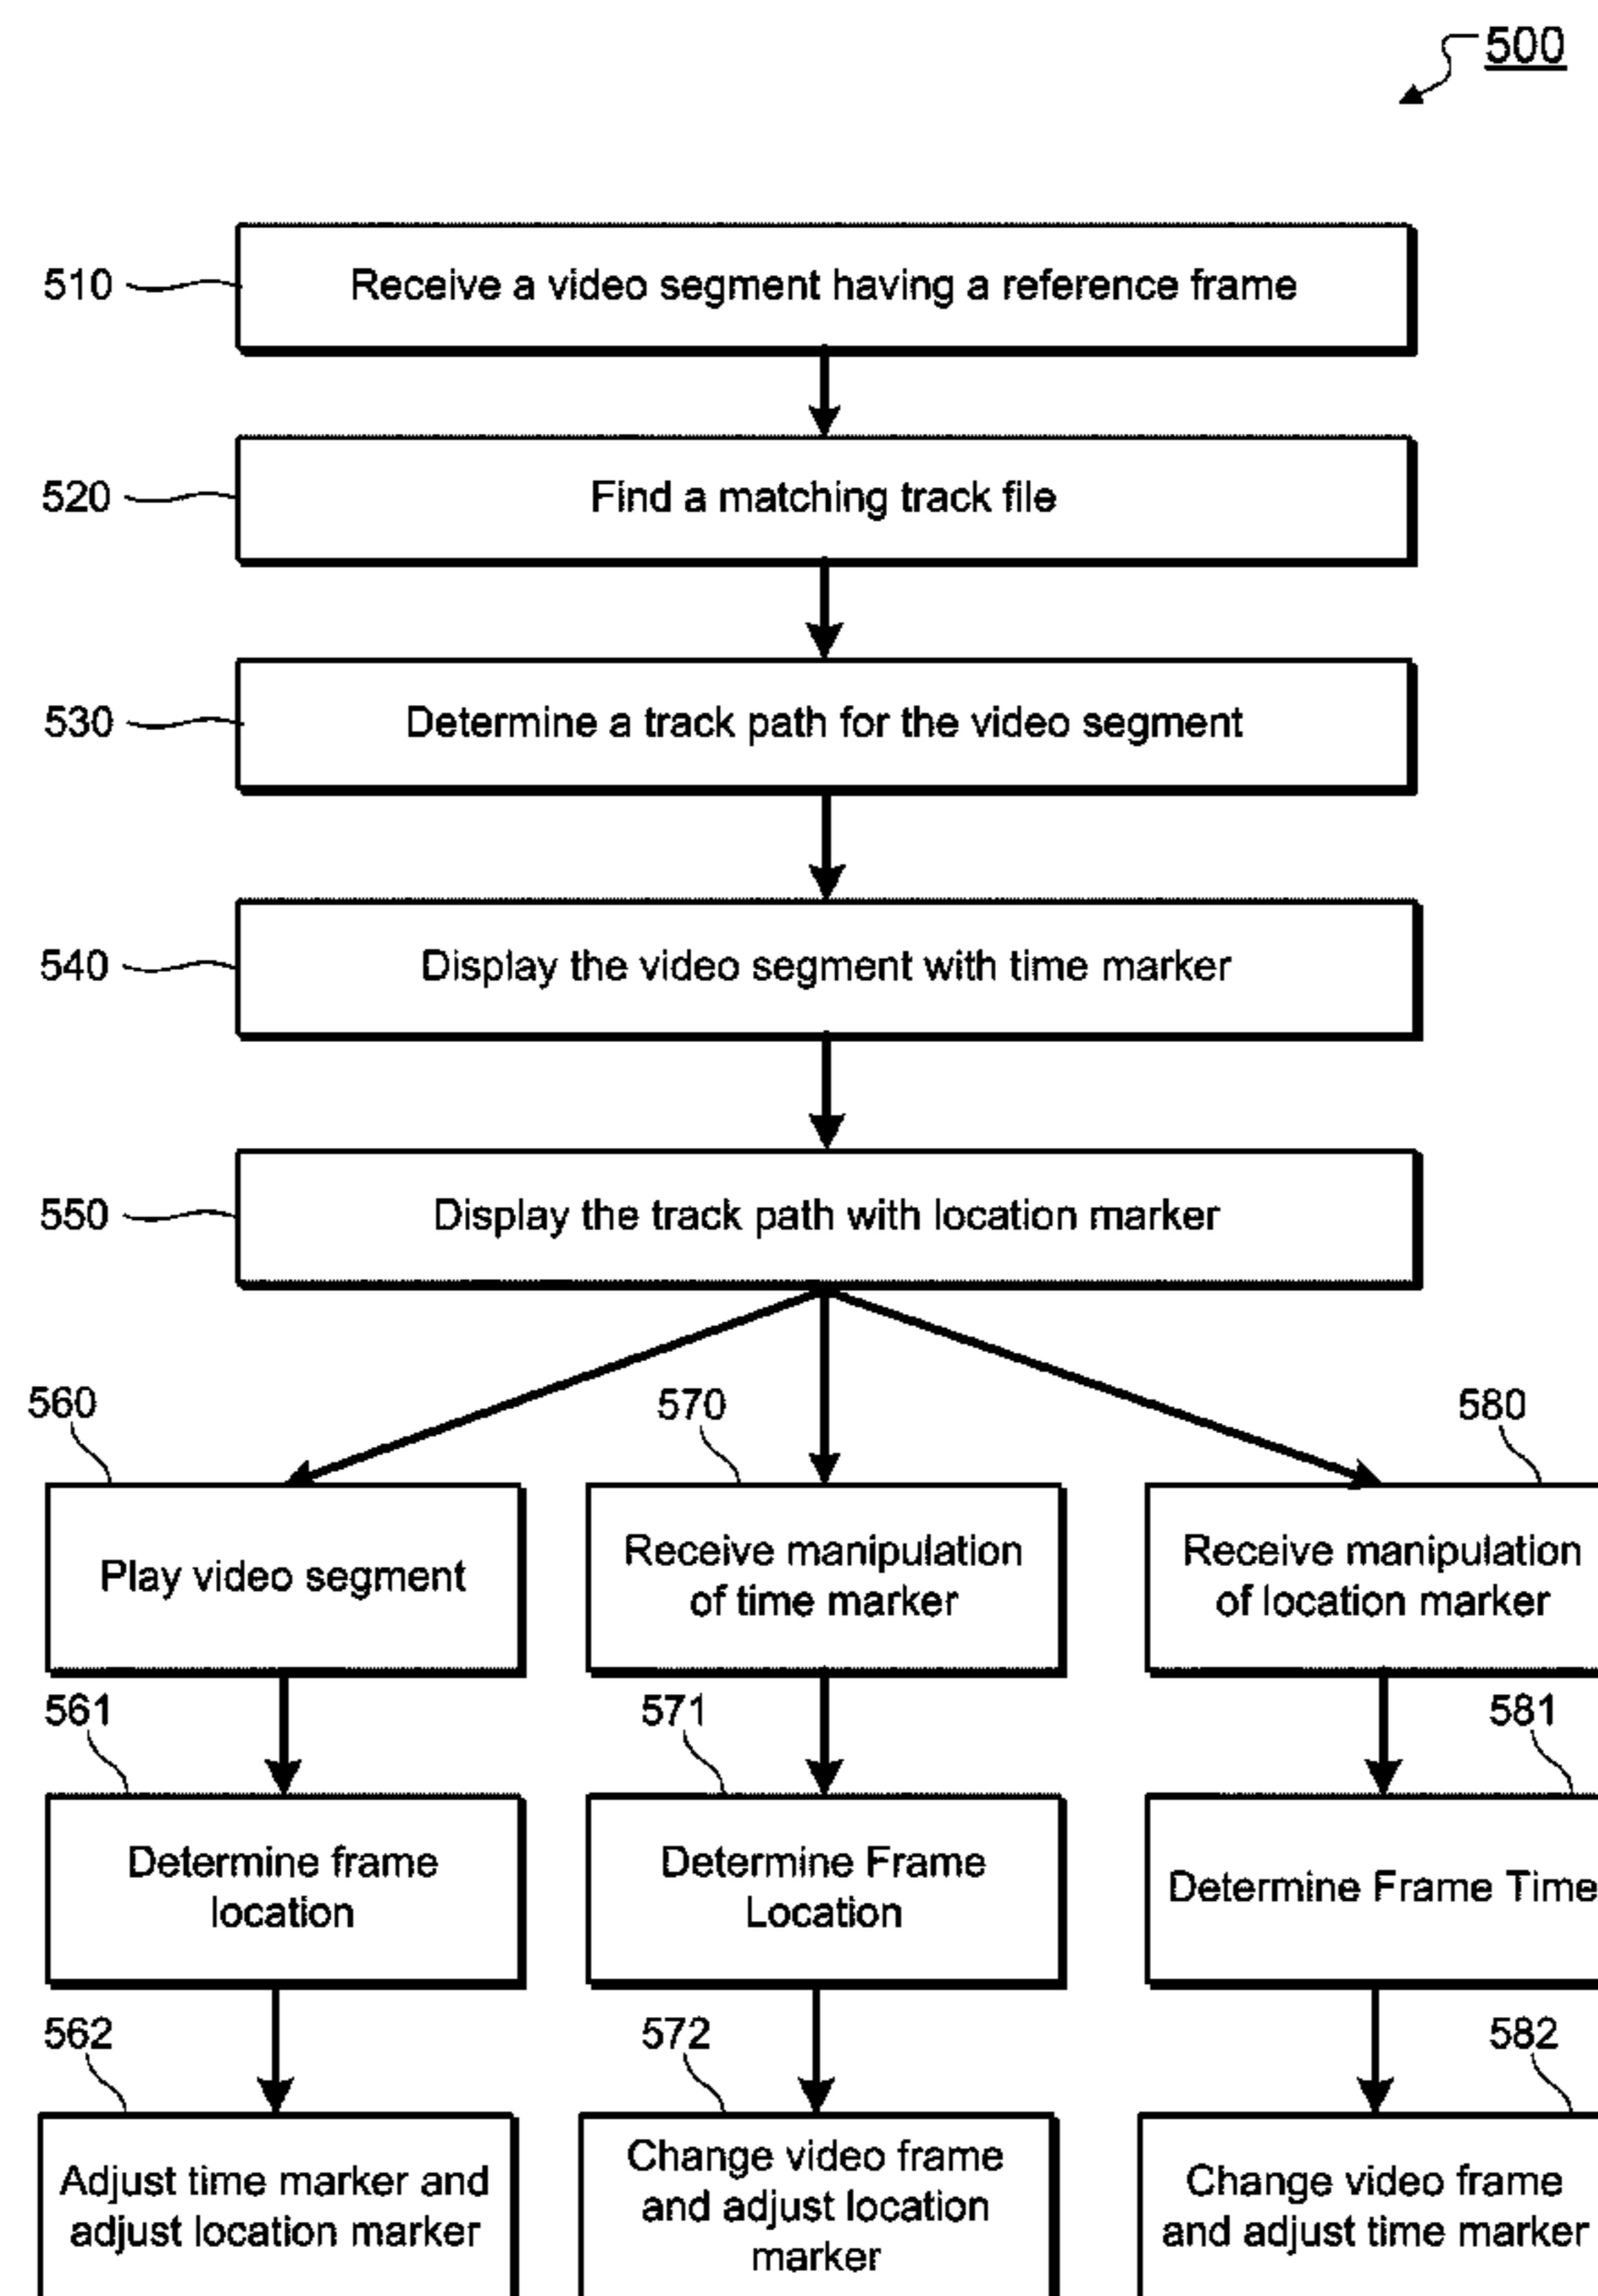 500
510
Receive a video segment having a reference frame
520
Find a matching track file
530
Determine a track path for the video segment
540
Display the video segment with time marker
550
Display the track path with location marker
560
570
580
Play video segment
Receive manipulation
of time marker
Receive manipulation
of location marker
561
571
581
Determine frame
location
Determine Frame
Location
Determine Frame Time
562
572
582
Adjust time marker and
adjust location marker
Change video frame
and adjust location
marker
Change video frame
and adjust time marker